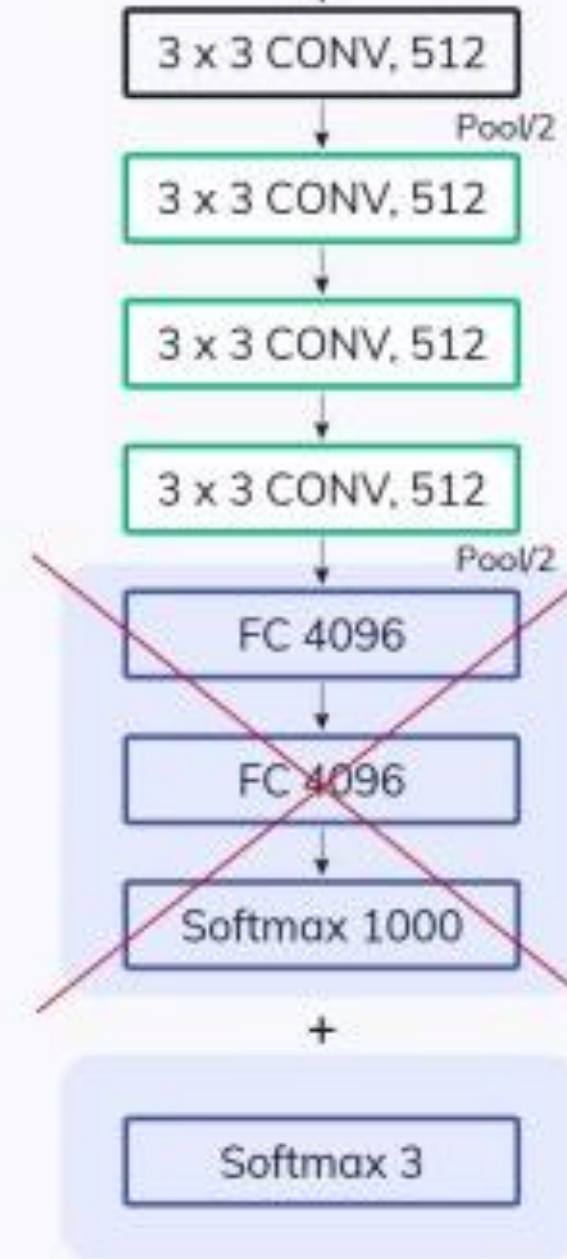 3 x 3 CONV, 512
Pool/2
3 x 3 CONV, 512
3 x 3 CONV, 512
3 x 3 CONV, 512
Pool/2
FC 4096
FC 4096
Softmax 1000
+
Softmax 3